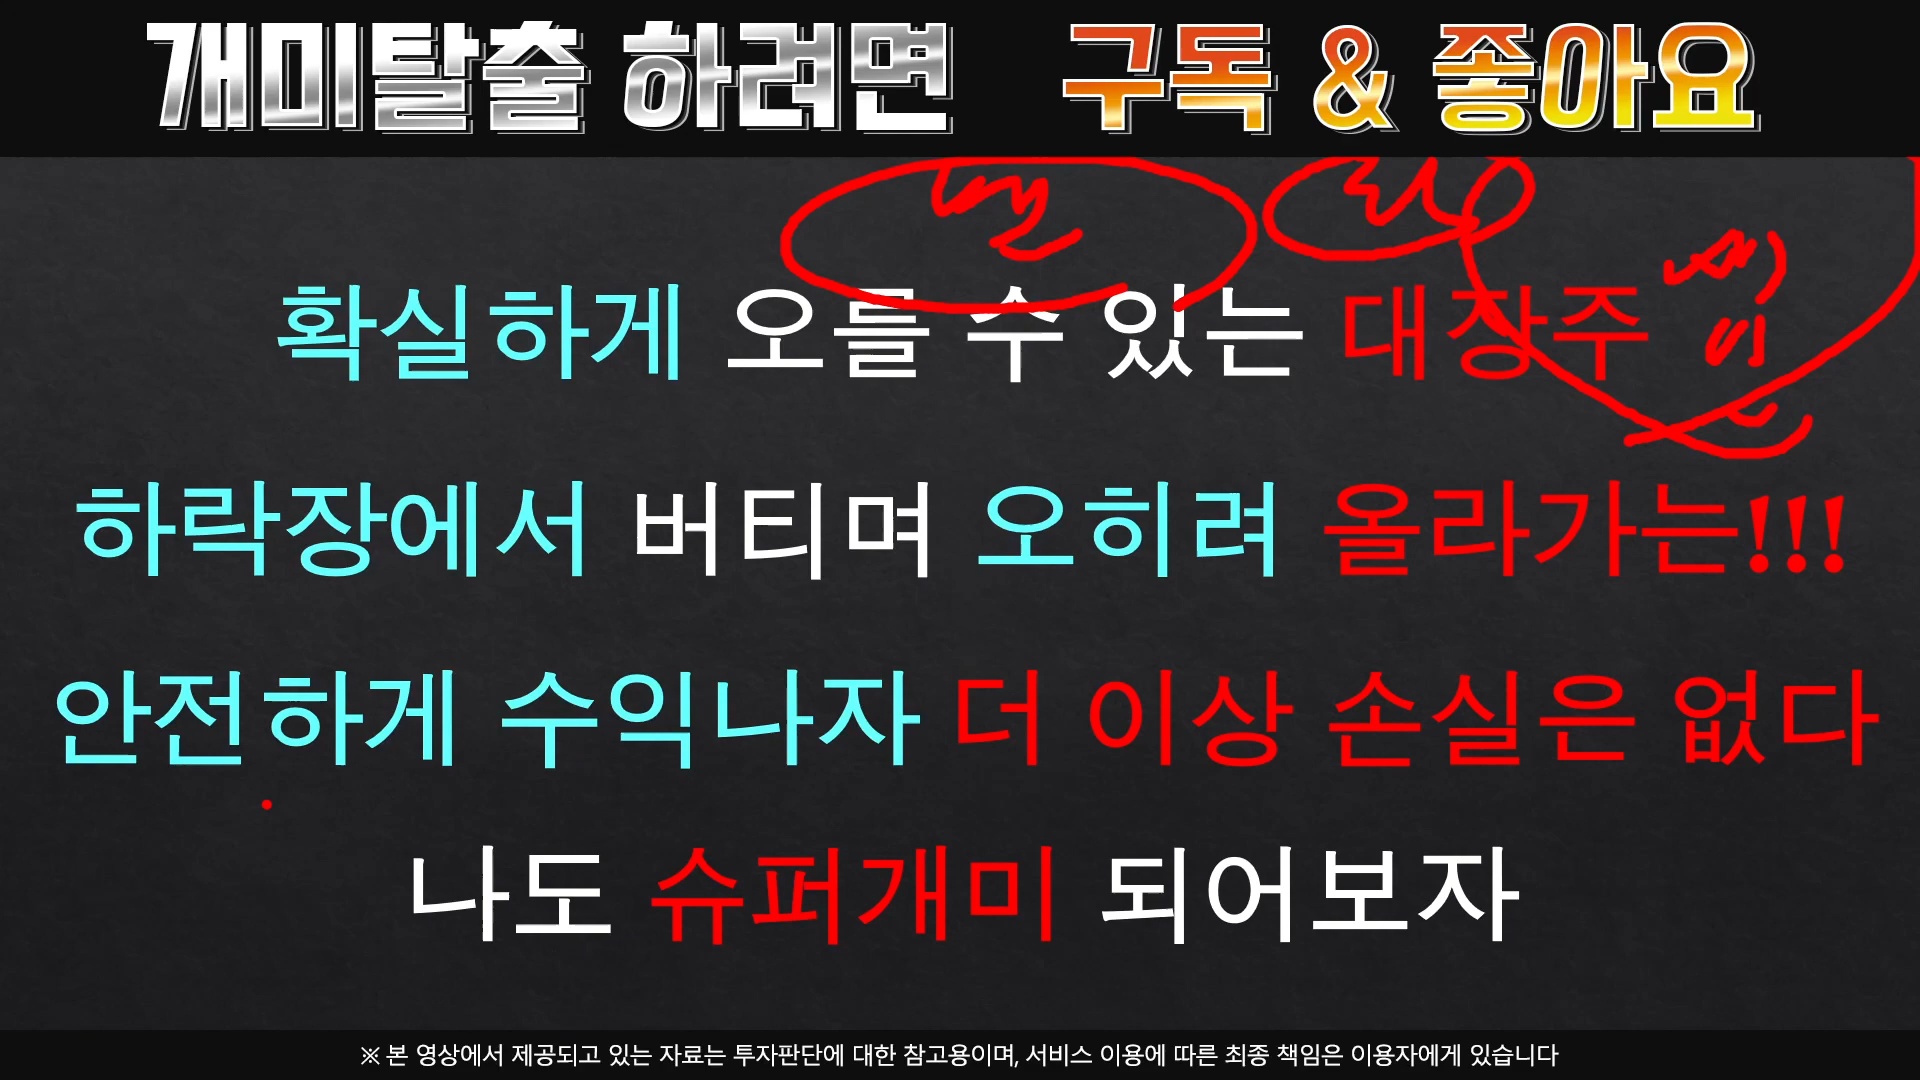 개미탈출 하려면 구독 & 좋아요
확실하게 오를 수 있는 대장주
하락장에서 버티며 오히려 올라가는!!!
안전하게 수익나자 더 이상 손실은 없다
나도 슈퍼개미 되어보자
※ 본 영상에서 제공되고 있는 자료는 투자판단에 대한 참고용이며, 서비스 이용에 따른 최종 책임은 이용자에게 있습니다